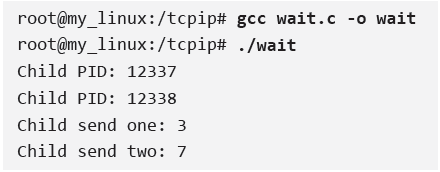 root@my_linux:/tcpip# gcc wait.c -o wait
root@my_linux:/tcpip# ./wait
Child PID: 12337
Child PID: 12338
Child send one: 3
Child send two: 7